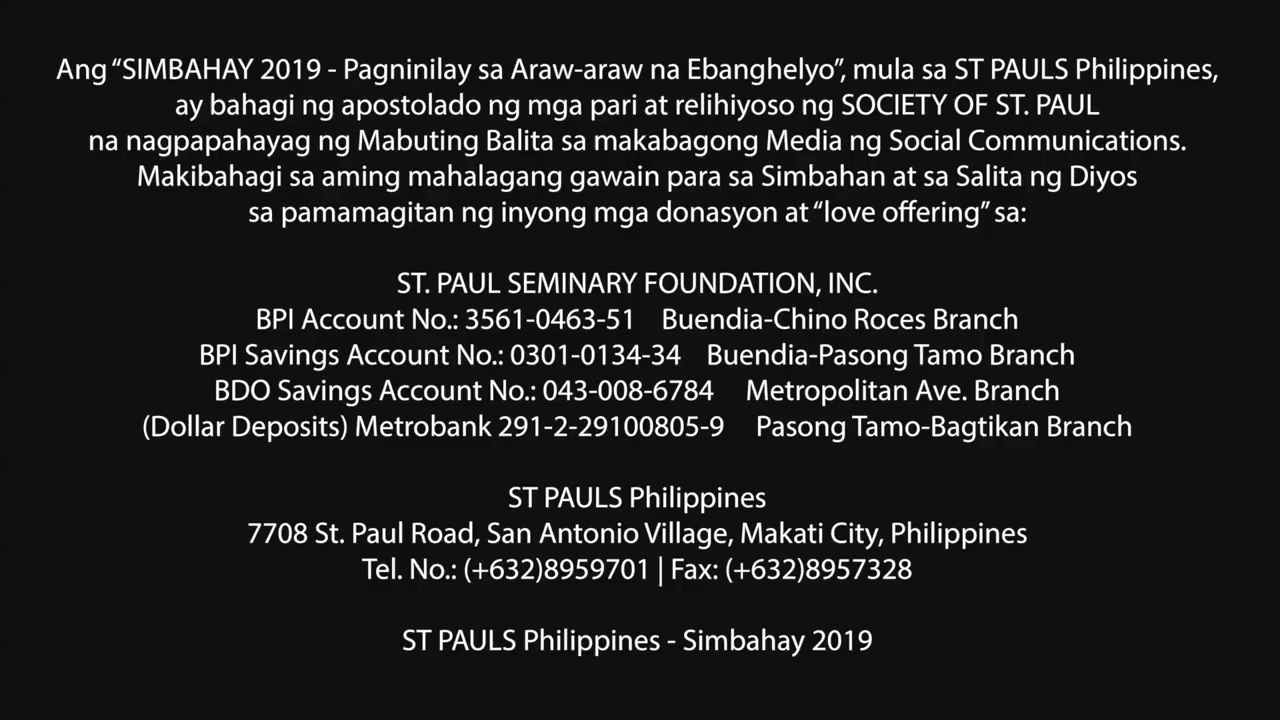 Ang “SIMBAHAY 2019 - Pagninilay sa Araw-araw na Ebanghelyo”, mula sa ST PAULS Philippines,
ay bahagi ng apostolado ng mga pari at relihiyoso ng SOCIETY OF ST. PAUL
na nagpapahayag ng Mabuting Balita sa makabagong Media ng Social Communications.
Makibahagi sa aming mahalagang gawain para sa Simbahan at sa Salita ng Diyos
sa pamamagitan ng inyong mga donasyon at “love offering” sa:
ST. PAUL SEMINARY FOUNDATION, INC.
BPI Account No.: 3561-0463-51 Buendia-Chino Roces Branch
BPI Savings Account No.: 0301-0134-34 Buendia-Pasong Tamo Branch
BDO Savings Account No.: 043-008-6784 Metropolitan Ave. Branch
(Dollar Deposits) Metrobank 291-2-29100805-9 Pasong Tamo-Bagtikan Branch
ST PAULS Philippines
7708 St. Paul Road, San Antonio Village, Makati City, Philippines
Tel. No.: (+632)8959701 | Fax: (+632)8957328
ST PAULS Philippines - Simbahay 2019